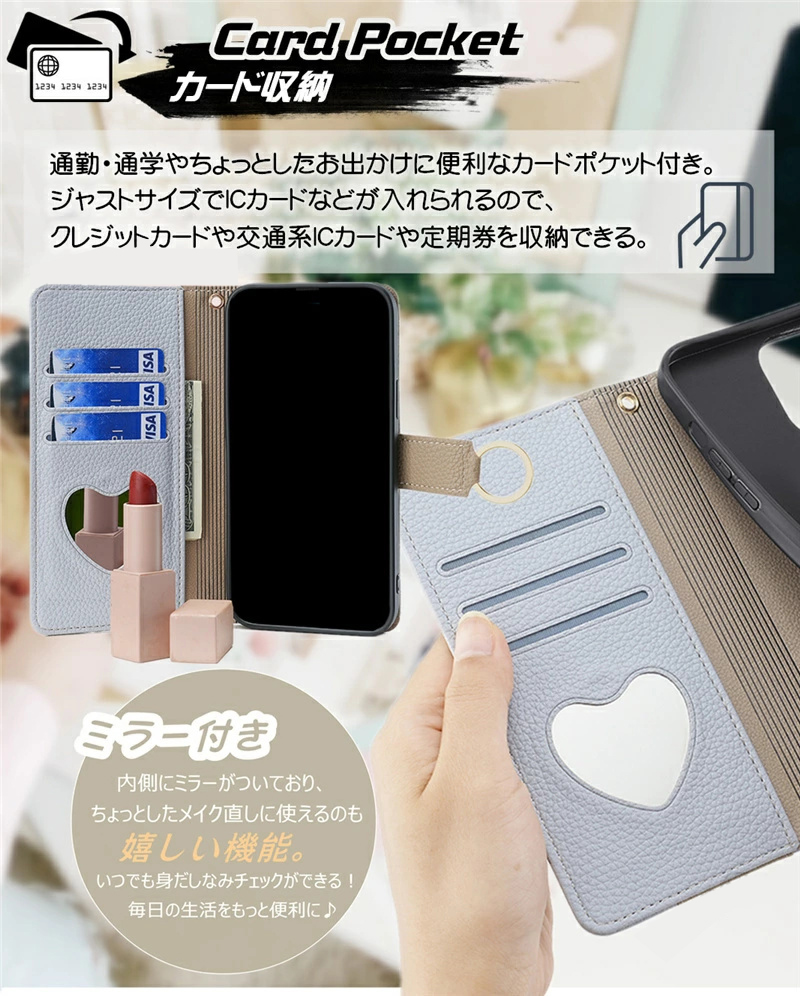 Card Pocket
1234 1234 1234
カード収納
通勤・通学やちょっとしたお出かけに便利なカードポケット付き。
ジャストサイズでICカードなどが入れられるので、
クレジットカードや交通系ICカードや定期券を収納できる。
VISA
VISA
VISA
ミラー付き
内側にミラーがついており、
ちょっとしたメイク直しに使えるのも
嬉しい機能。
いつでも身だしなみチェックができる！
毎日の生活をもっと便利に♪